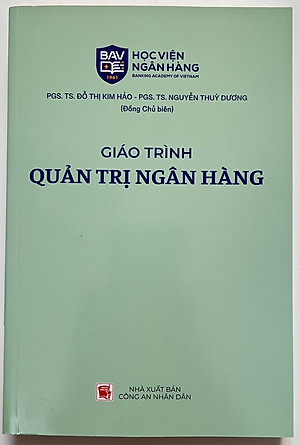 BAV
1961
HỌC VIỆN
NGÂN HÀNG
BANKING ACADEMY OF VIETNAM
PGS. TS. ĐỖ THỊ KIM HẢO - PGS. TS. NGUYỄN THUỲ DƯƠNG
(Đồng Chủ biên)
GIÁO TRÌNH
QUẢN TRỊ NGÂN HÀNG
NHÀ XUẤT BẢN
CÔNG AN NHÂN DÂN